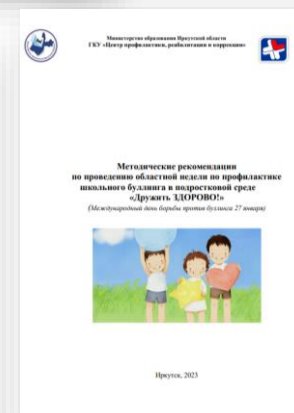 Министерство образования Иркутской области
ГКУ «Центр профилактики, реабилитации и коррекции»
Методические рекомендации
по проведению областной недели по профилактике
школьного буллинга в подростковой среде
«Дружить ЗДОРОВО!»
(Международный день борьбы против буллинга 27 января)
Иркутск, 2023